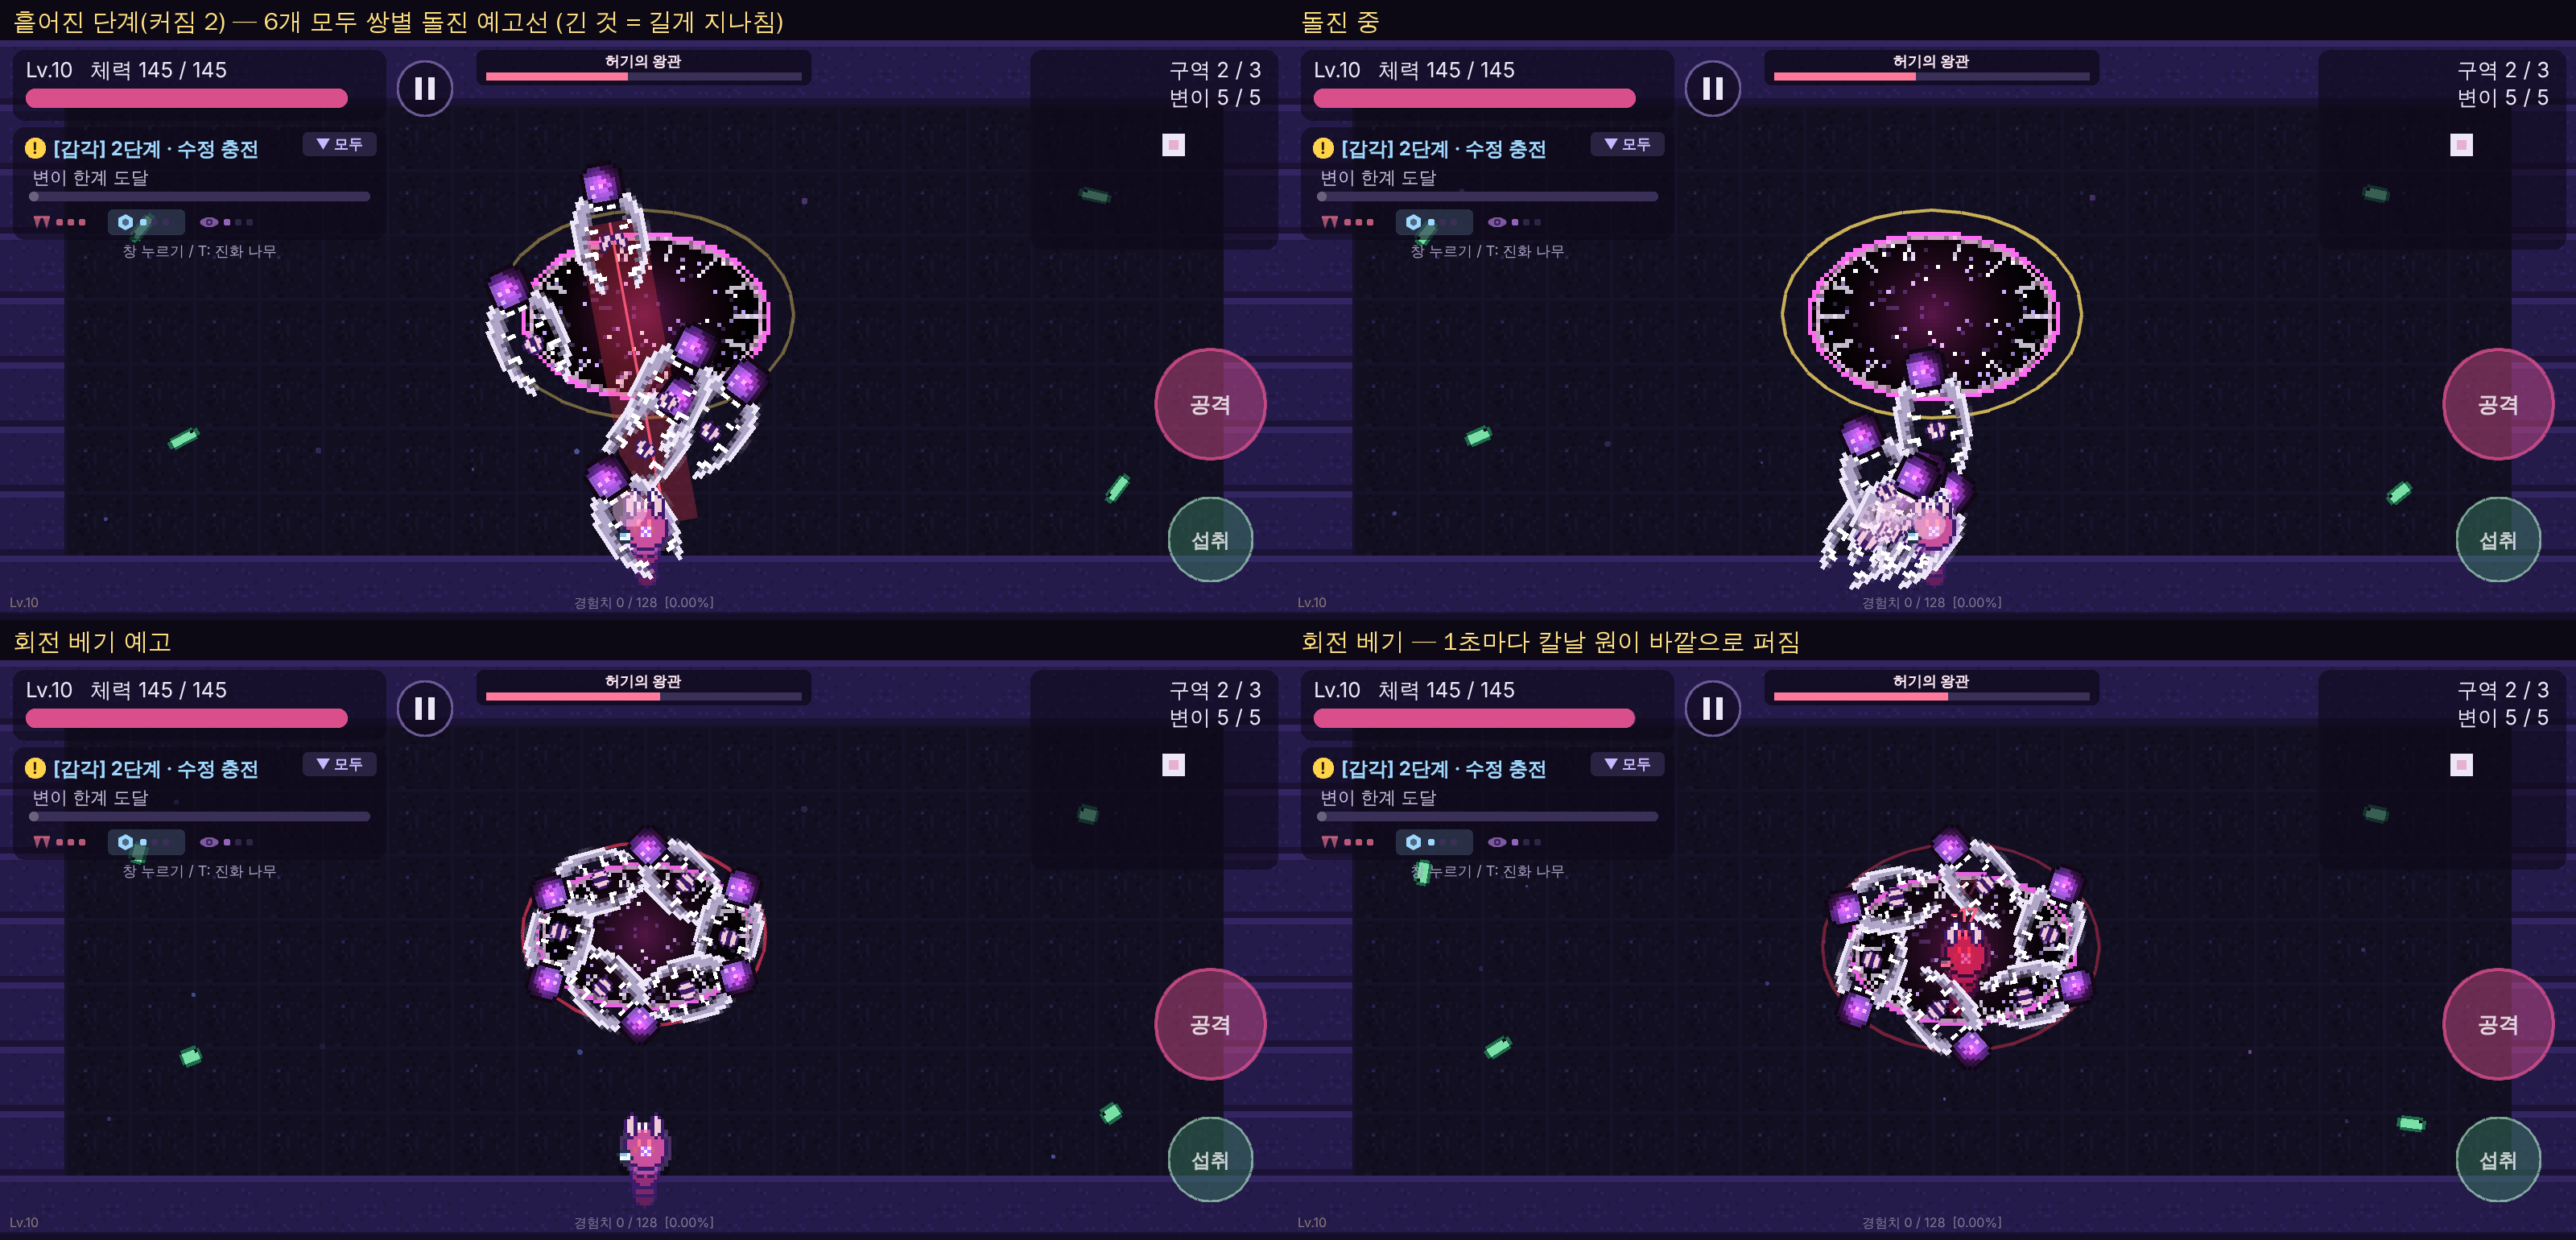 흩어진 단계(커짐 2) — 6개 모두 쌍별 돌진 예고선 (긴 것 = 길게 지나침)
Lv.10 체력 145 / 145
허기의 왕관
구역 2 / 3
변이 5 / 5
! [갑각] 2단계 · 수정 충전
▼ 모두
변이 한계 도달
창 누르기 / T: 진화 나무
공격
섭취
Lv.10
경험치 0 / 128 [0.00%]
돌진 중
Lv.10 체력 145 / 145
허기의 왕관
구역 2 / 3
변이 5 / 5
! [갑각] 2단계 · 수정 충전
▼ 모두
변이 한계 도달
창 누르기 / T: 진화 나무
공격
섭취
Lv.10
경험치 0 / 128 [0.00%]
회전 베기 예고
Lv.10 체력 145 / 145
허기의 왕관
구역 2 / 3
변이 5 / 5
! [갑각] 2단계 · 수정 충전
▼ 모두
변이 한계 도달
창 누르기 / T: 진화 나무
공격
섭취
Lv.10
경험치 0 / 128 [0.00%]
회전 베기 — 1초마다 칼날 원이 바깥으로 퍼짐
Lv.10 체력 145 / 145
허기의 왕관
구역 2 / 3
변이 5 / 5
! [갑각] 2단계 · 수정 충전
▼ 모두
변이 한계 도달
창 누르기 / T: 진화 나무
-17
공격
섭취
Lv.10
경험치 0 / 128 [0.00%]